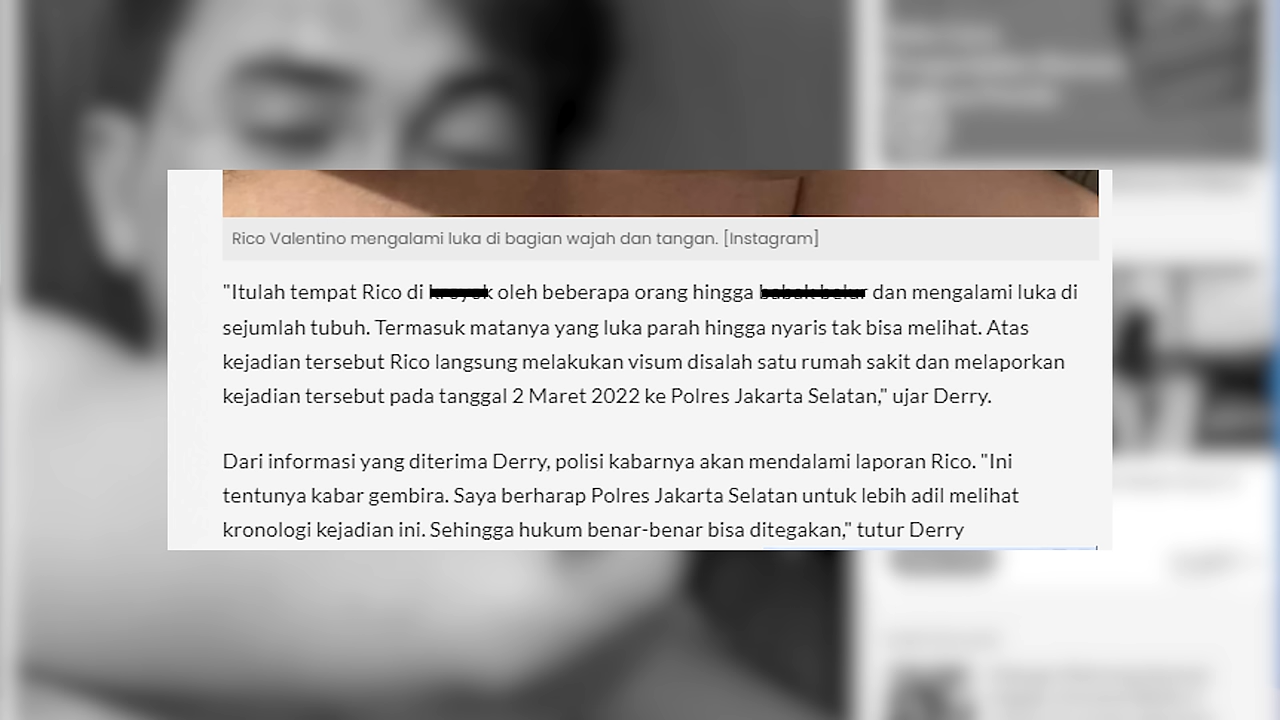 Rico Valentino mengalami luka di bagian wajah dan tangan. [Instagram]
"Itulah tempat Rico di oleh beberapa orang hingga dan mengalami luka di
sejumlah tubuh. Termasuk matanya yang luka parah hingga nyaris tak bisa melihat. Atas
kejadian tersebut Rico langsung melakukan visum disalah satu rumah sakit dan melaporkan
kejadian tersebut pada tanggal 2 Maret 2022 ke Polres Jakarta Selatan," ujar Derry.
Dari informasi yang diterima Derry, polisi kabarnya akan mendalami laporan Rico. "Ini
tentunya kabar gembira. Saya berharap Polres Jakarta Selatan untuk lebih adil melihat
kronologi kejadian ini. Sehingga hukum benar-benar bisa ditegakan," tutur Derry